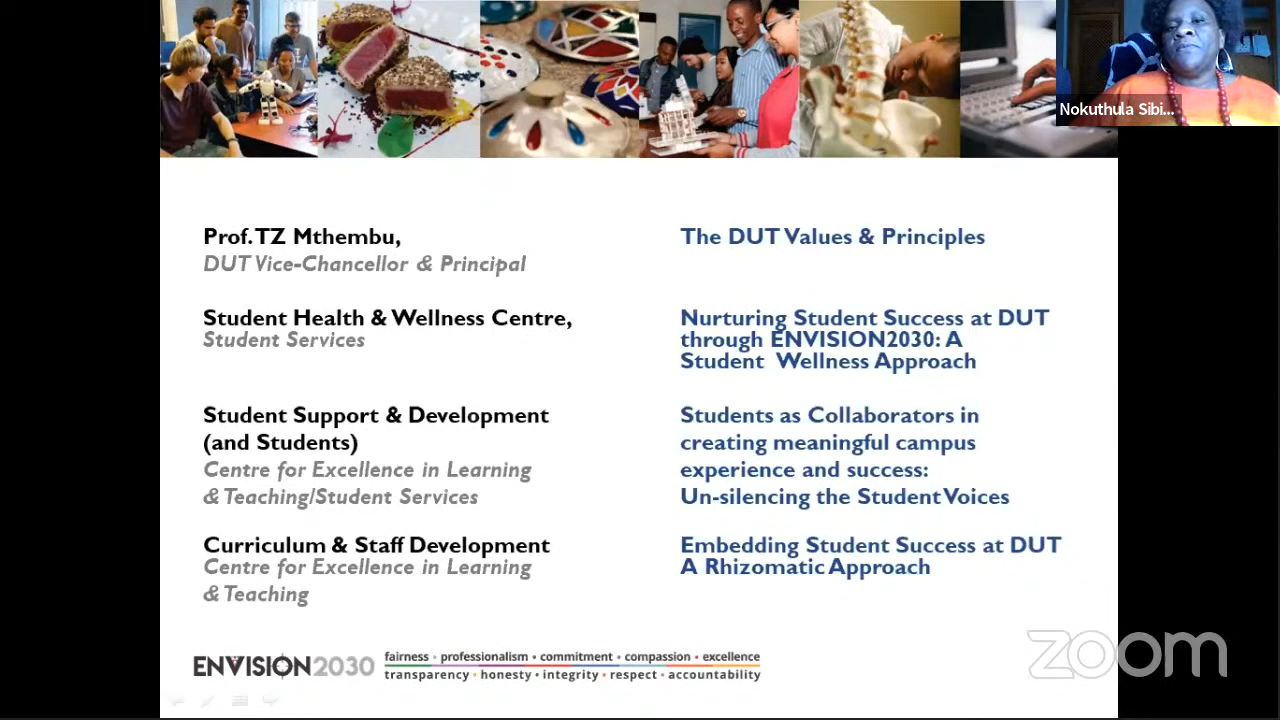 Nokuthula Sibi...
Prof. TZ Mthembu,
DUT Vice-Chancellor & Principal
The DUT Values & Principles
Student Health & Wellness Centre,
Student Services
Nurturing Student Success at DUT
through ENVISION2030: A
Student Wellness Approach
Student Support & Development
(and Students)
Centre for Excellence in Learning
& Teaching/Student Services
Students as Collaborators in
creating meaningful campus
experience and success:
Un-silencing the Student Voices
Curriculum & Staff Development
Centre for Excellence in Learning
& Teaching
Embedding Student Success at DUT
A Rhizomatic Approach
ENVISION2030
fairness • professionalism • commitment • compassion • excellence
transparency • honesty • integrity • respect • accountability
zoom